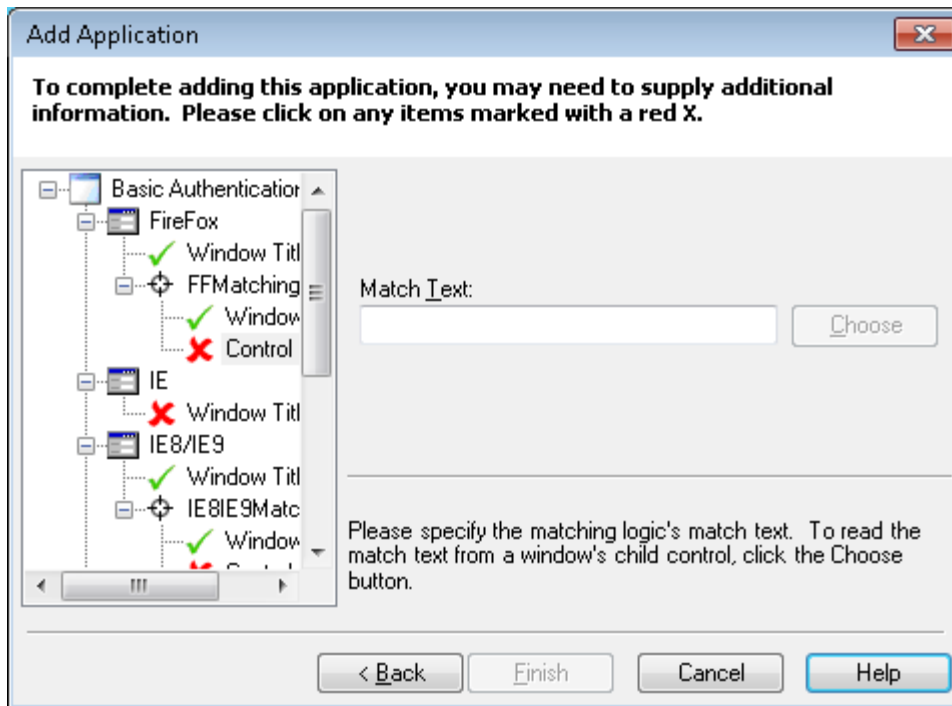 Add Application
To complete adding this application, you may need to supply additional
information.  Please click on any items marked with a red X.
Basic Authentication
FireFox
Window Titl
FFMatching
Window
Control
IE
Window Titl
IE8/IE9
Window Titl
IE8IE9Matc
Window
Control
Match Text:
Choose
Please specify the matching logic's match text.  To read the
match text from a window's child control, click the Choose
button.
< Back
Finish
Cancel
Help